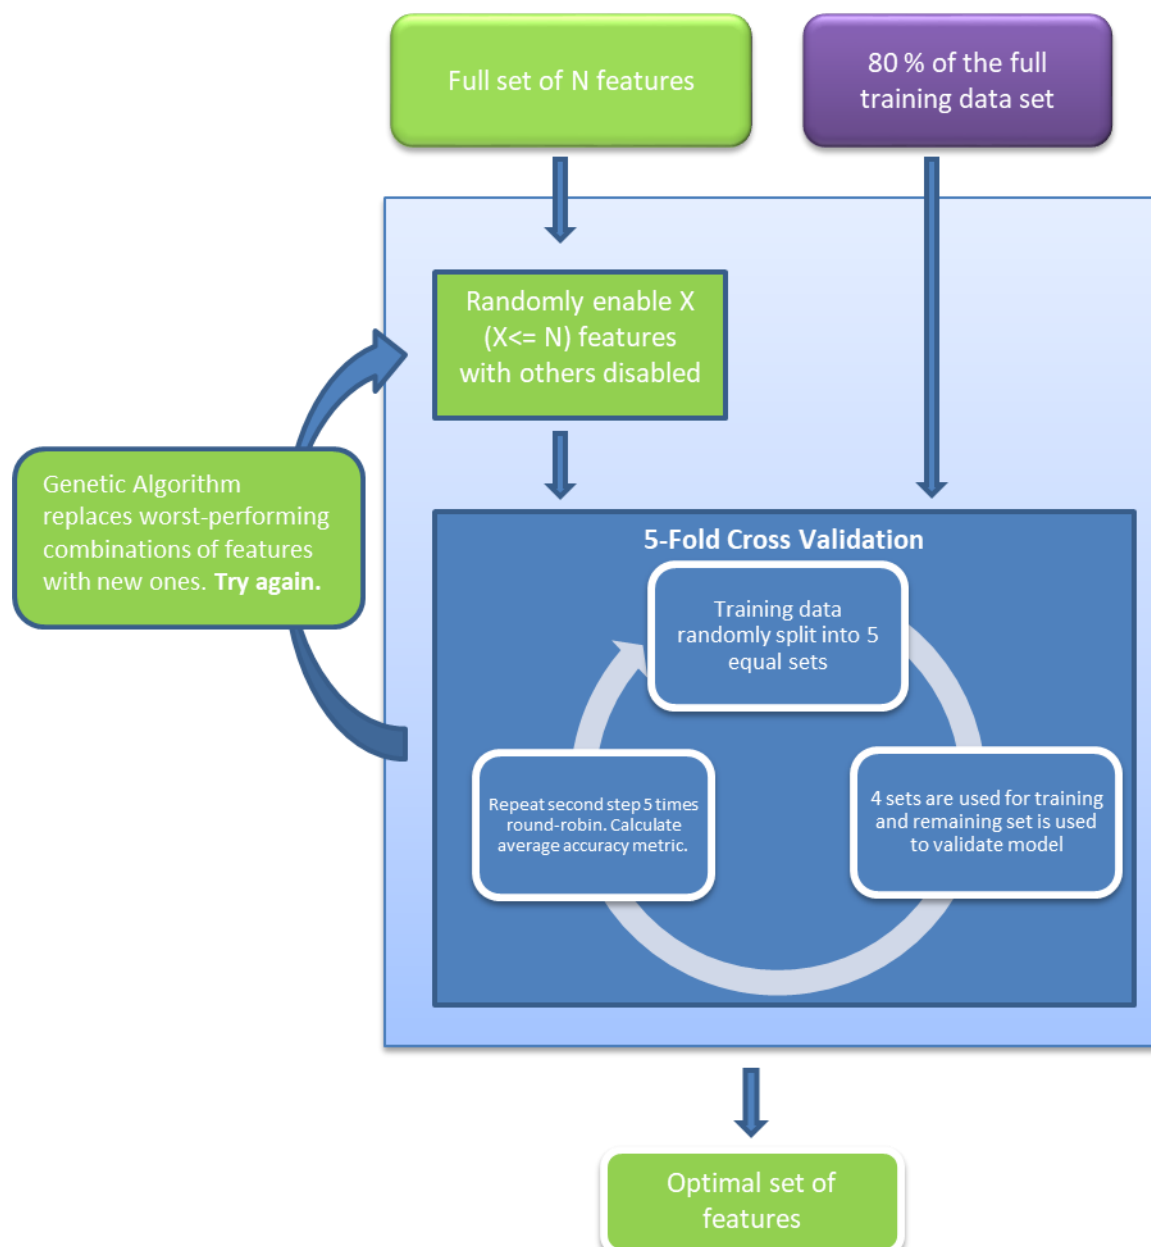 Full set of N features
80 % of the full
training data set
Randomly enable X
(X<= N) features
with others disabled
Genetic Algorithm
replaces worst-performing
combinations of features
with new ones. Try again.
5-Fold Cross Validation
Training data
randomly split into 5
equal sets
Repeat second step 5 times
round-robin. Calculate
average accuracy metric.
4 sets are used for training
and remaining set is used
to validate model
Optimal set of
features